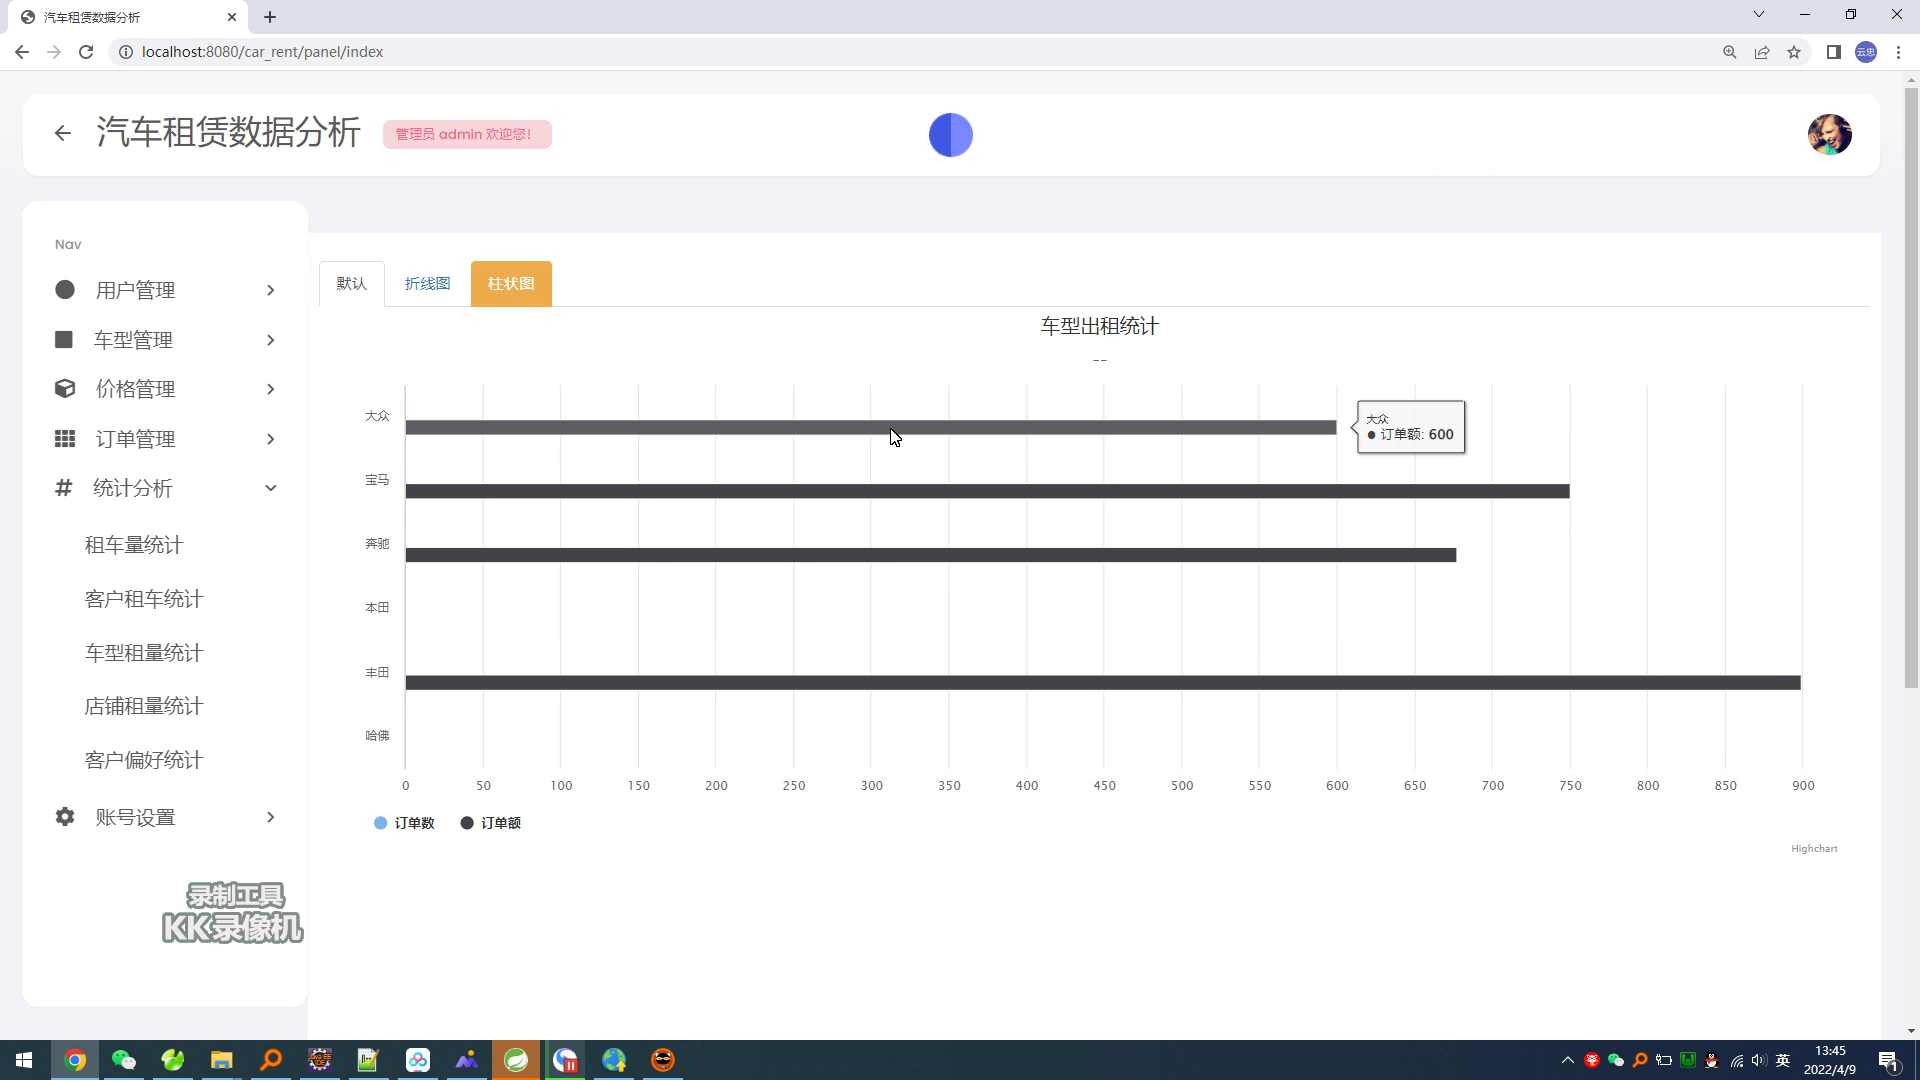 汽车租赁数据分析
localhost:8080/car_rent/panel/index
云忠
汽车租赁数据分析
管理员 admin 欢迎您！
Nav
用户管理
车型管理
价格管理
订单管理
统计分析
租车量统计
客户租车统计
车型租量统计
店铺租量统计
客户偏好统计
账号设置
录制工具
KK录像机
默认
折线图
柱状图
车型出租统计
--
大众
宝马
奔驰
本田
丰田
哈佛
大众
● 订单额: 600
0 50 100 150 200 250 300 350 400 450 500 550 600 650 700 750 800 850 900
订单数
订单额
Highchart
英
13:45
2022/4/9
1